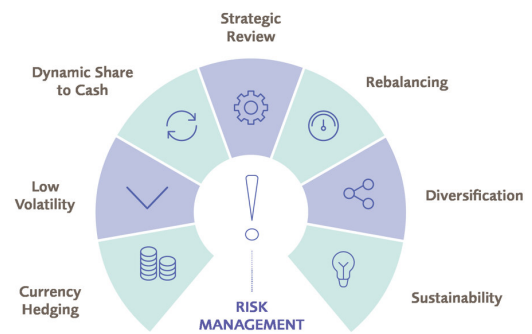 Strategic
Review
Dynamic Share
to Cash
Rebalancing
Low
Volatility
Diversification
Currency
Hedging
Sustainability
RISK
MANAGEMENT